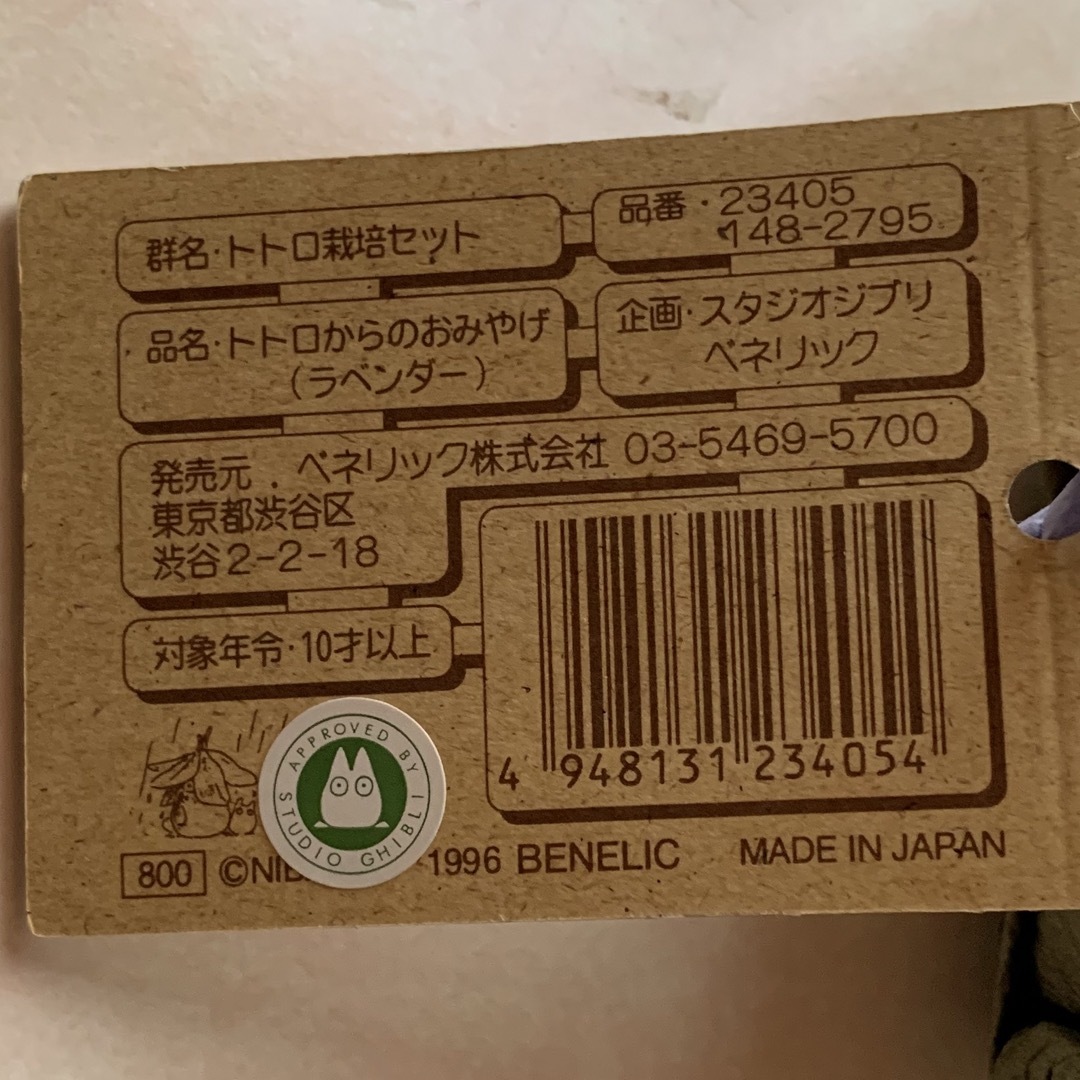 群名・トトロ栽培セット
品番・23405
148-2795
品名・トトロからのおみやげ
(ラベンダー)
企画・スタジオジブリ
ベネリック
発売元．ベネリック株式会社 03-5469-5700
東京都渋谷区
渋谷2-2-18
対象年令・10才以上
4 948131 234054
APPROVED BY
STUDIO GHIBLI
800 © 1996 BENELIC MADE IN JAPAN